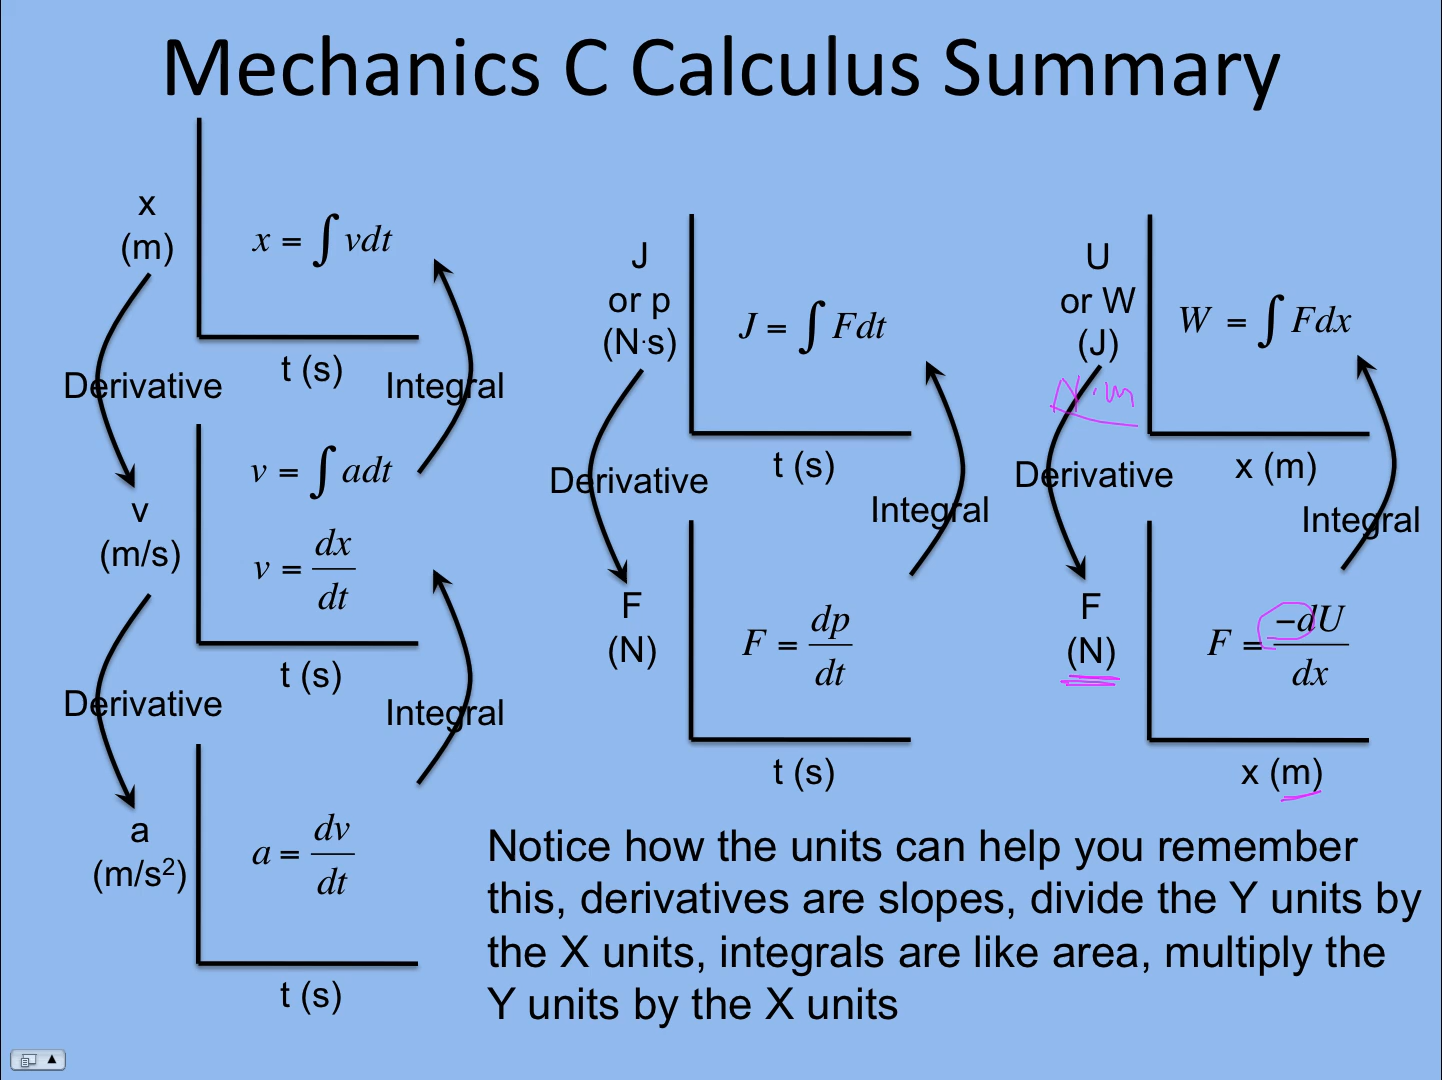 Mechanics C Calculus Summary
x
(m)
x = ∫ vdt
t (s)
Derivative
Integral
v
(m/s)
v = ∫ adt
v = dx/dt
t (s)
Derivative
Integral
a
(m/s²)
a = dv/dt
t (s)
J
or p
(N·s)
J = ∫ Fdt
t (s)
Derivative
Integral
F
(N)
F = dp/dt
t (s)
U
or W
(J)
N·m
W = ∫ Fdx
x (m)
Derivative
Integral
F
(N)
F = -dU/dx
x (m)
Notice how the units can help you remember
this, derivatives are slopes, divide the Y units by
the X units, integrals are like area, multiply the
Y units by the X units